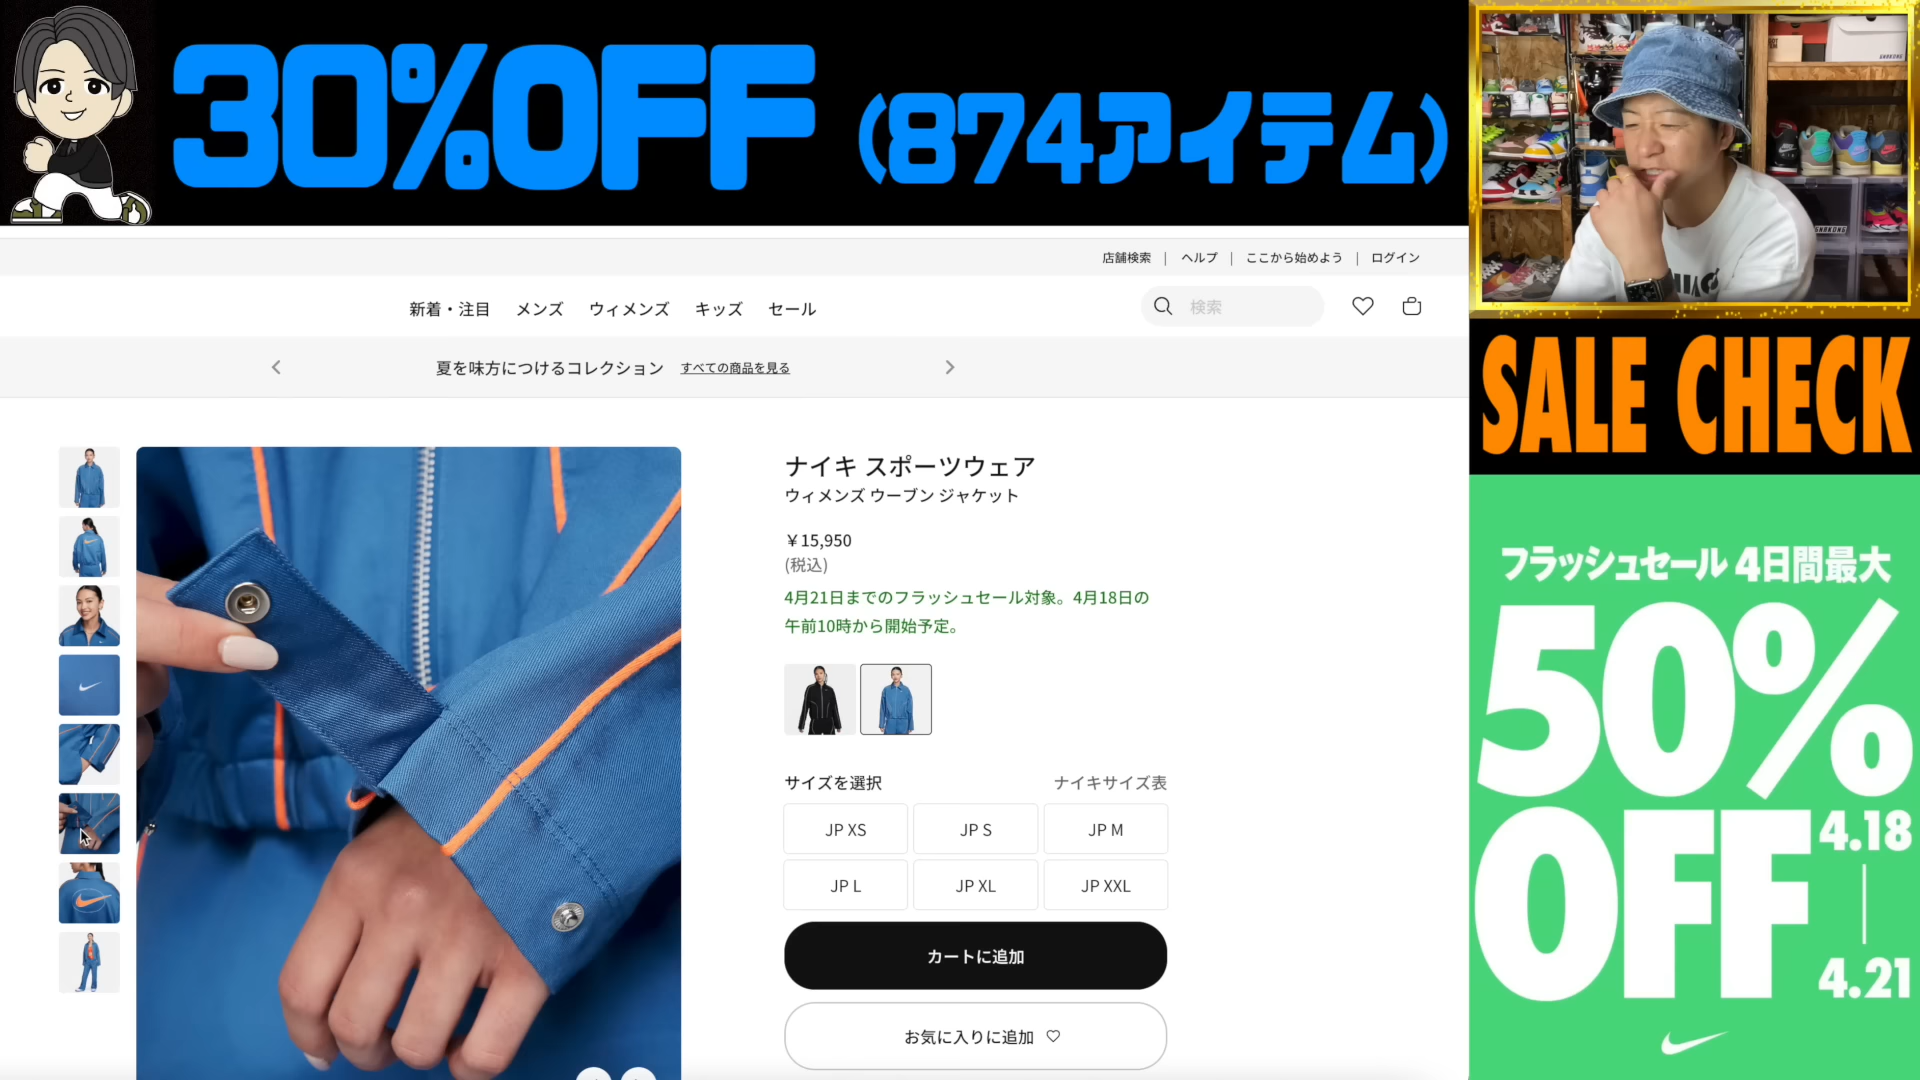 30%OFF (874アイテム)
店舗検索 | ヘルプ | ここから始めよう | ログイン
新着・注目 メンズ ウィメンズ キッズ セール
検索
夏を味方につけるコレクション すべての商品を見る
ナイキ スポーツウェア
ウィメンズ ウーブン ジャケット
￥15,950
(税込)
4月21日までのフラッシュセール対象。4月18日の
午前10時から開始予定。
サイズを選択 ナイキサイズ表
JP XS JP S JP M
JP L JP XL JP XXL
カートに追加
お気に入りに追加
SALE CHECK
フラッシュセール 4日間最大
50%
OFF
4.18
4.21